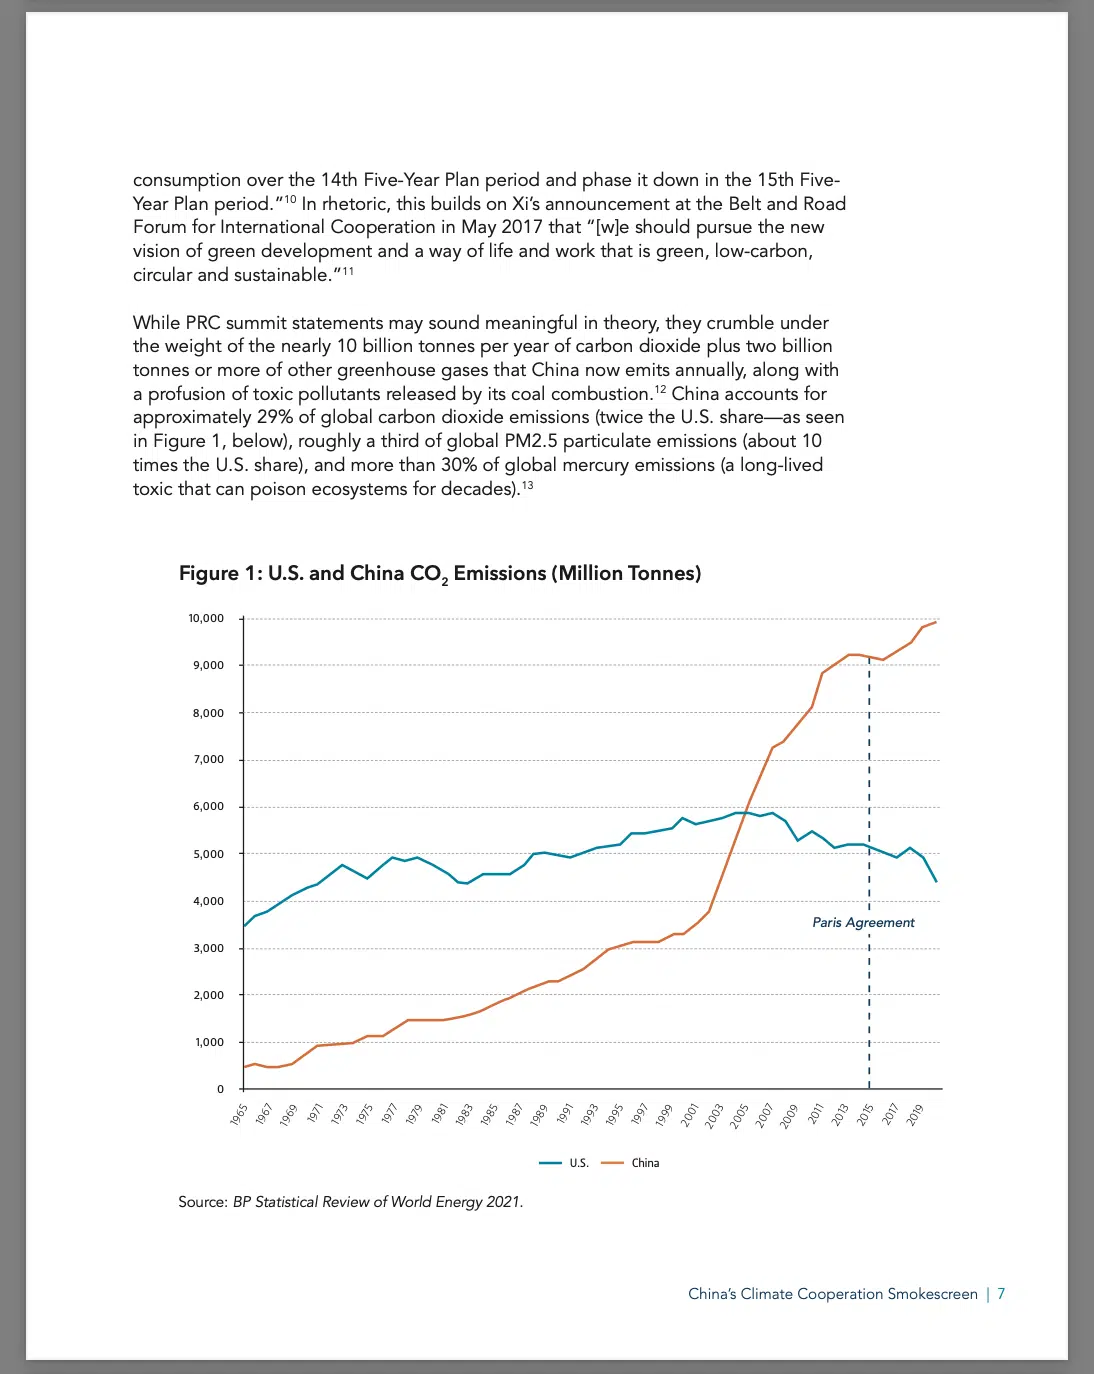 consumption over the 14th Five-Year Plan period and phase it down in the 15th Five-
Year Plan period.”10 In rhetoric, this builds on Xi’s announcement at the Belt and Road
Forum for International Cooperation in May 2017 that “[w]e should pursue the new
vision of green development and a way of life and work that is green, low-carbon,
circular and sustainable.”11
While PRC summit statements may sound meaningful in theory, they crumble under
the weight of the nearly 10 billion tonnes per year of carbon dioxide plus two billion
tonnes or more of other greenhouse gases that China now emits annually, along with
a profusion of toxic pollutants released by its coal combustion.12 China accounts for
approximately 29% of global carbon dioxide emissions (twice the U.S. share—as seen
in Figure 1, below), roughly a third of global PM2.5 particulate emissions (about 10
times the U.S. share), and more than 30% of global mercury emissions (a long-lived
toxic that can poison ecosystems for decades).13
Figure 1: U.S. and China CO2 Emissions (Million Tonnes)
10,000
9,000
8,000
7,000
6,000
5,000
4,000
3,000
2,000
1,000
0
Paris Agreement
1965 1967 1969 1971 1973 1975 1977 1979 1981 1983 1985 1987 1989 1991 1993 1995 1997 1999 2001 2003 2005 2007 2009 2011 2013 2015 2017 2019
U.S. China
Source: BP Statistical Review of World Energy 2021.
China’s Climate Cooperation Smokescreen | 7